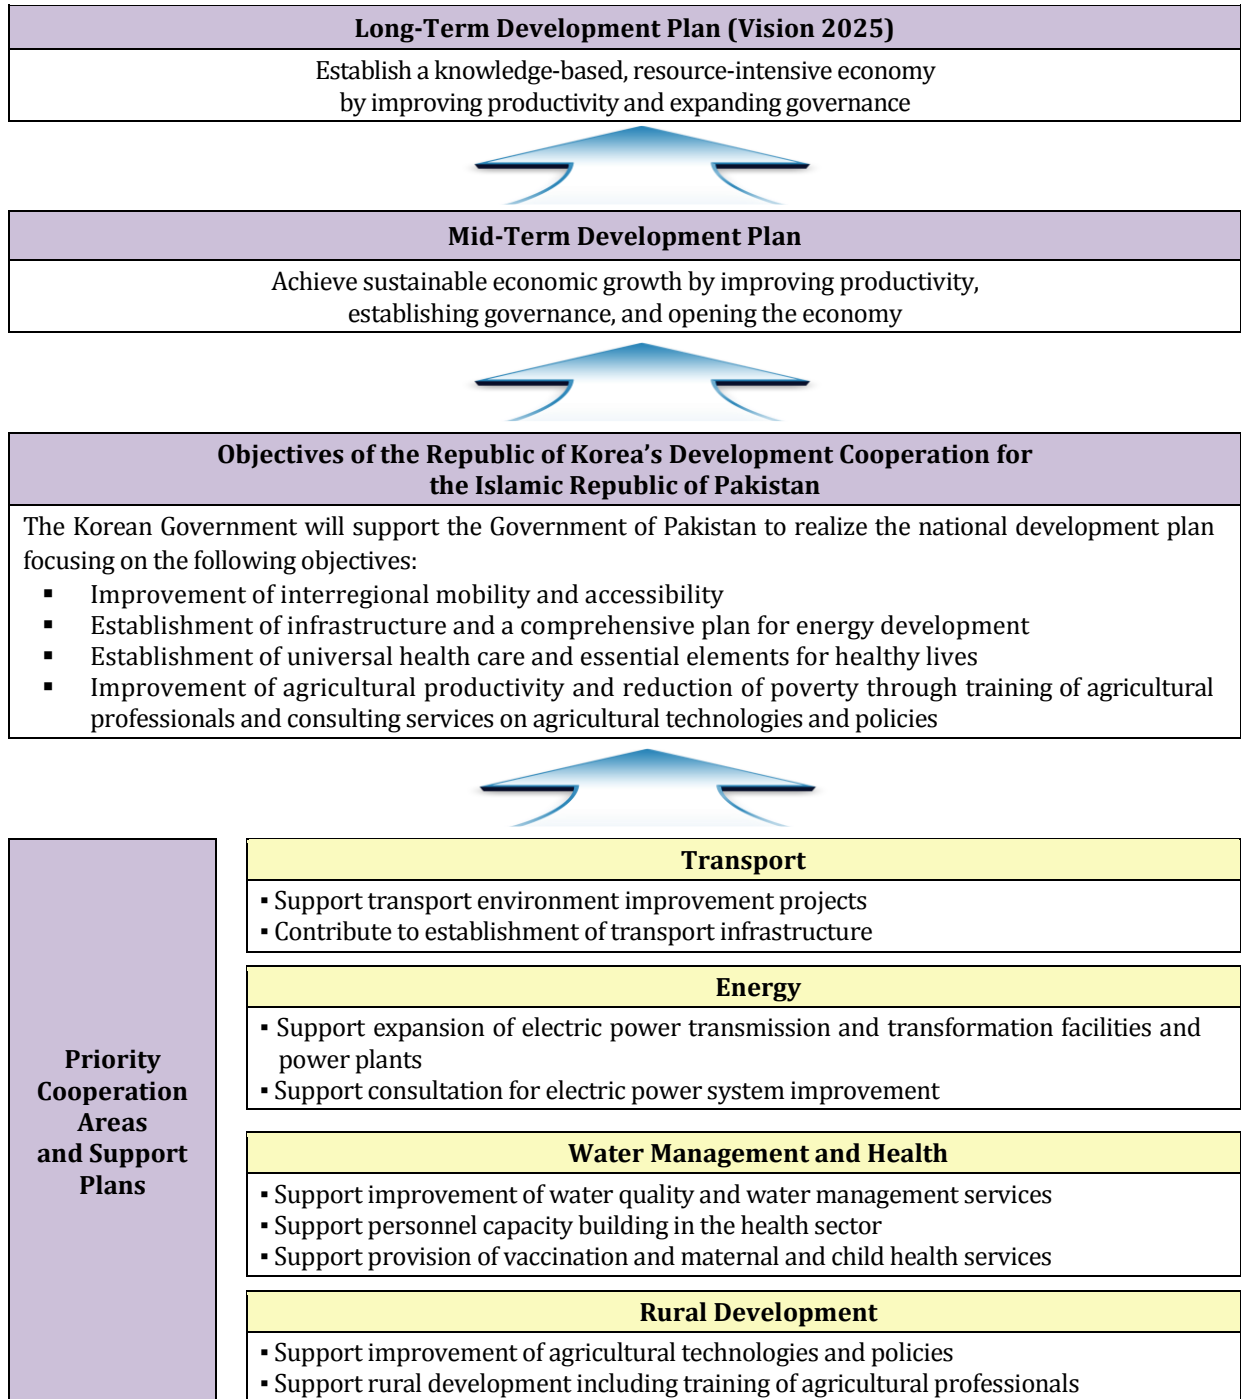 Long-Term Development Plan (Vision 2025)
Establish a knowledge-based, resource-intensive economy
by improving productivity and expanding governance
Mid-Term Development Plan
Achieve sustainable economic growth by improving productivity,
establishing governance, and opening the economy
Objectives of the Republic of Korea’s Development Cooperation for
the Islamic Republic of Pakistan
The Korean Government will support the Government of Pakistan to realize the national development plan
focusing on the following objectives:
▪ Improvement of interregional mobility and accessibility
▪ Establishment of infrastructure and a comprehensive plan for energy development
▪ Establishment of universal health care and essential elements for healthy lives
▪ Improvement of agricultural productivity and reduction of poverty through training of agricultural
professionals and consulting services on agricultural technologies and policies
Priority
Cooperation
Areas
and Support
Plans
Transport
▪ Support transport environment improvement projects
▪ Contribute to establishment of transport infrastructure
Energy
▪ Support expansion of electric power transmission and transformation facilities and
power plants
▪ Support consultation for electric power system improvement
Water Management and Health
▪ Support improvement of water quality and water management services
▪ Support personnel capacity building in the health sector
▪ Support provision of vaccination and maternal and child health services
Rural Development
▪ Support improvement of agricultural technologies and policies
▪ Support rural development including training of agricultural professionals